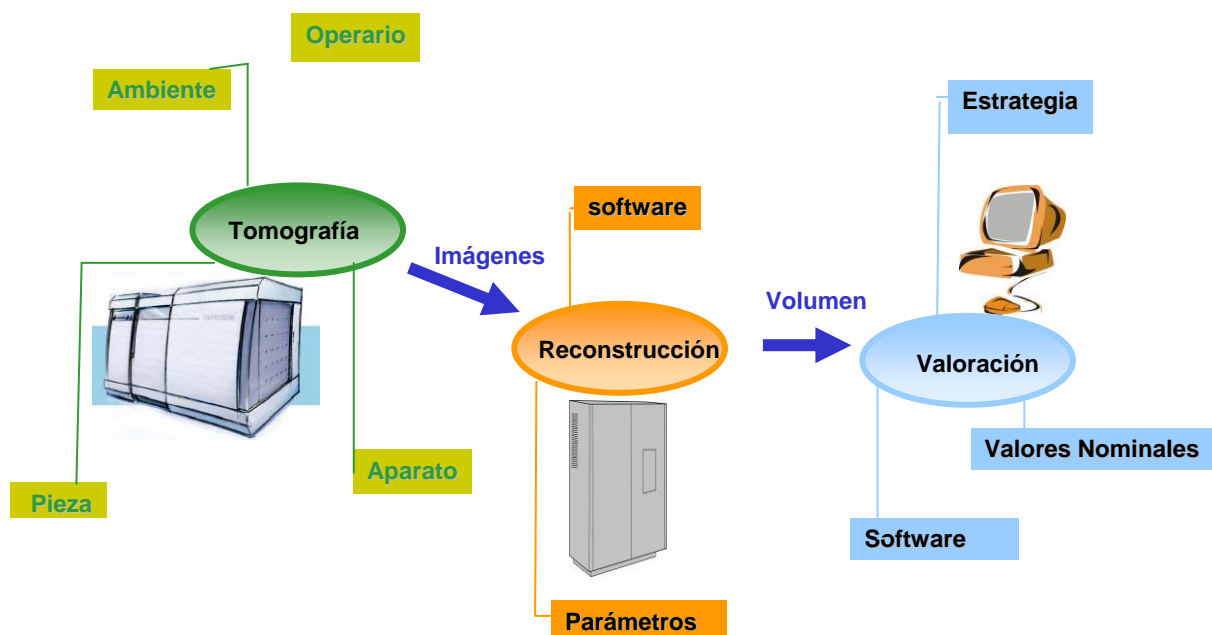 Operario
Ambiente
Estrategia
software
Tomografía
Imágenes
Volumen
Reconstrucción
Valoración
Valores Nominales
Aparato
Pieza
Software
Parámetros